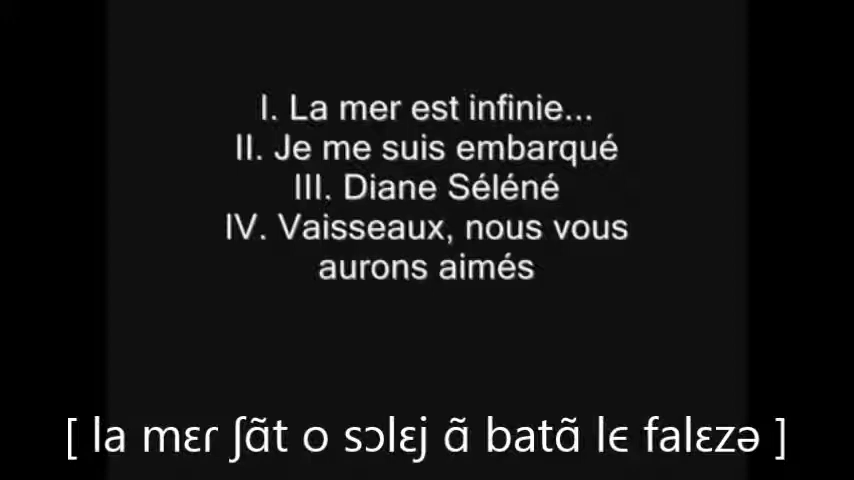 I. La mer est infinie...
II. Je me suis embarqué
III. Diane Séléné
IV. Vaisseaux, nous vous
aurons aimés
[ la mɛɾ ʃɑ̃t o sɔlɛj ɑ̃ batɑ̃ lɛ falɛzə ]